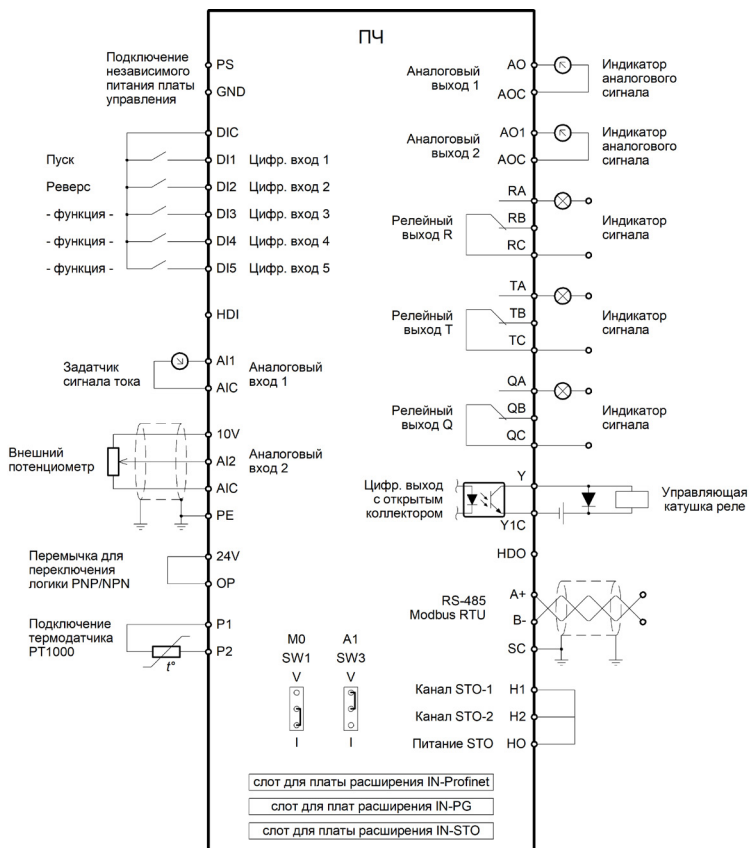 ПЧ
Подключение
независимого
питания платы
управления
PS
GND
DIC
Пуск
DI1 Цифр. вход 1
Реверс
DI2 Цифр. вход 2
- функция -
DI3 Цифр. вход 3
- функция -
DI4 Цифр. вход 4
- функция -
DI5 Цифр. вход 5
HDI
Задатчик
сигнала тока
AI1
AIC
Аналоговый
вход 1
Внешний
потенциометр
10V
AI2
AIC
PE
Аналоговый
вход 2
Перемычка для
переключения
логики PNP/NPN
24V
OP
Подключение
термодатчика
PT1000
t°
P1
P2
Аналоговый
выход 1
AO
AOC
Индикатор
аналогового
сигнала
Аналоговый
выход 2
AO1
AOC
Индикатор
аналогового
сигнала
Релейный
выход R
RA
RB
RC
Индикатор
сигнала
Релейный
выход T
TA
TB
TC
Индикатор
сигнала
Релейный
выход Q
QA
QB
QC
Индикатор
сигнала
Цифр. выход
с открытым
коллектором
Y
Y1C
Управляющая
катушка реле
HDO
RS-485
Modbus RTU
A+
B-
SC
M0
SW1
V
I
A1
SW3
V
I
Канал STO-1 H1
Канал STO-2 H2
Питание STO HO
слот для платы расширения IN-Profinet
слот для плат расширения IN-PG
слот для платы расширения IN-STO